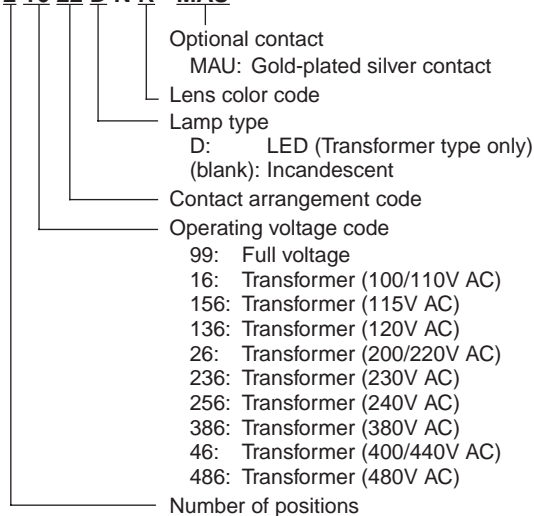 Optional contact
MAU: Gold-plated silver contact
Lens color code
Lamp type
D: LED (Transformer type only)
(blank): Incandescent
Contact arrangement code
Operating voltage code
99: Full voltage
16: Transformer (100/110V AC)
156: Transformer (115V AC)
136: Transformer (120V AC)
26: Transformer (200/220V AC)
236: Transformer (230V AC)
256: Transformer (240V AC)
386: Transformer (380V AC)
46: Transformer (400/440V AC)
486: Transformer (480V AC)
Number of positions